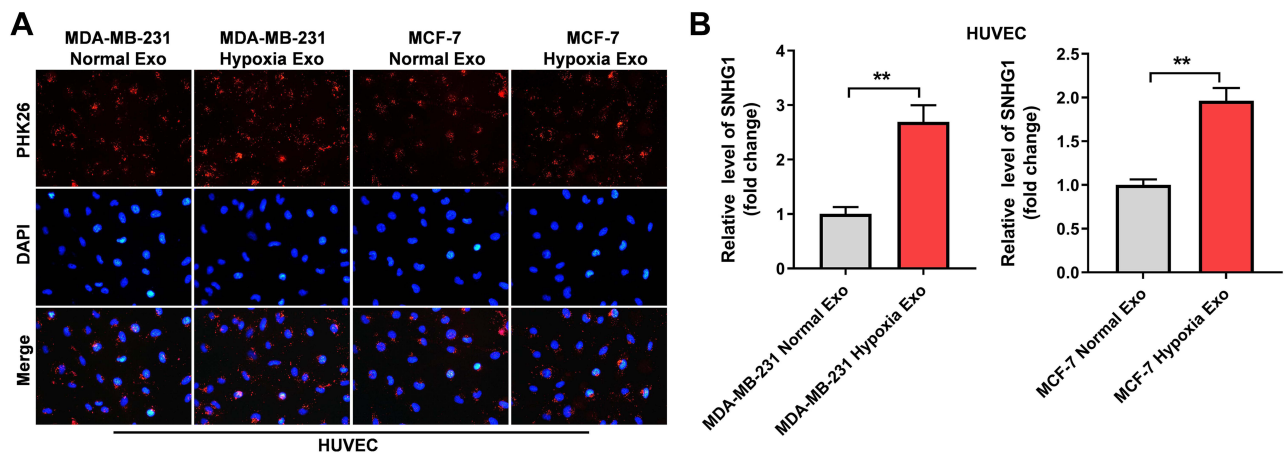 A
MDA-MB-231
Normal Exo
MDA-MB-231
Hypoxia Exo
MCF-7
Normal Exo
MCF-7
Hypoxia Exo
PHK26
DAPI
Merge
HUVEC
B
HUVEC
Relative level of SNHG1
(fold change)
4
3
2
1
0
**
MDA-MB-231 Normal Exo
MDA-MB-231 Hypoxia Exo
Relative level of SNHG1
(fold change)
2.5
2.0
1.5
1.0
0.5
0.0
**
MCF-7 Normal Exo
MCF-7 Hypoxia Exo